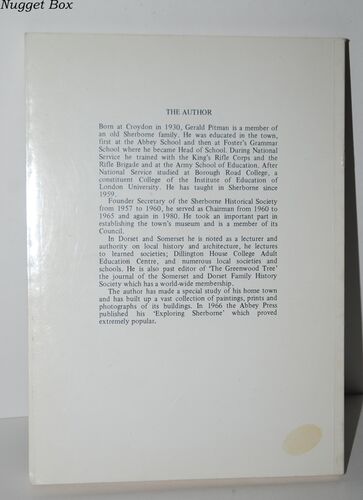 Nugget Box
THE AUTHOR
Born at Croydon in 1930, Gerald Pitman is a member of
an old Sherborne family. He was educated in the town,
first at the Abbey School and then at Foster's Grammar
School where he became Head of School. During National
Service he trained with the King's Rifle Corps and the
Rifle Brigade and at the Army School of Education. After
National Service studied at Borough Road College, a
constituent College of the Institute of Education of
London University. He has taught in Sherborne since
1959.
Founder Secretary of the Sherborne Historical Society
from 1957 to 1960, he served as Chairman from 1960 to
1965 and again in 1980. He took an important part in
establishing the town's museum and is a member of its
Council.
In Dorset and Somerset he is noted as a lecturer and
authority on local history and architecture, he lectures
to learned societies; Dillington House College Adult
Education Centre, and numerous local societies and
schools. He is also past editor of 'The Greenwood Tree'
the journal of the Somerset and Dorset Family History
Society which has a world-wide membership.
The author has made a special study of his home town
and has built up a vast collection of paintings, prints and
photographs of its buildings. In 1966 the Abbey Press
published his 'Exploring Sherborne' which proved
extremely popular.